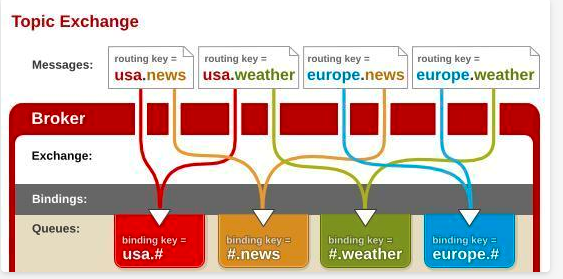 Topic Exchange
Messages:
routing key =
usa.news
routing key =
usa.weather
routing key =
europe.news
routing key =
europe.weather
Broker
Exchange:
Bindings:
Queues:
binding key =
usa.#
binding key =
#.news
binding key =
#.weather
binding key =
europe.#